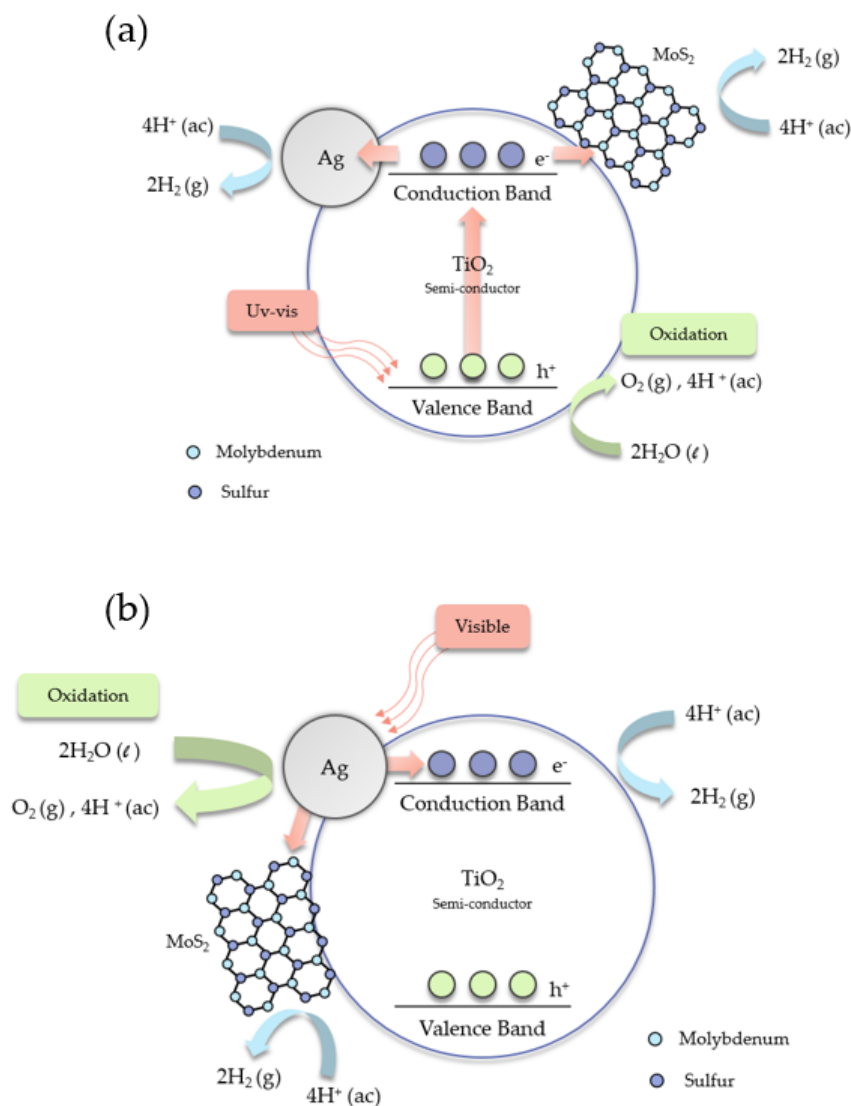 (a)
MoS₂
2H₂ (g)
4H⁺ (ac)
4H⁺ (ac)
2H₂ (g)
Ag
e⁻
Conduction Band
TiO₂
Semi-conductor
Uv-vis
Oxidation
h⁺
O₂ (g) , 4H ⁺ (ac)
Valence Band
2H₂O (ℓ)
Molybdenum
Sulfur
(b)
Visible
Oxidation
4H⁺ (ac)
2H₂O (ℓ)
Ag
e⁻
2H₂ (g)
O₂ (g) , 4H ⁺ (ac)
Conduction Band
TiO₂
Semi-conductor
MoS₂
h⁺
Valence Band
Molybdenum
2H₂ (g)
4H⁺ (ac)
Sulfur